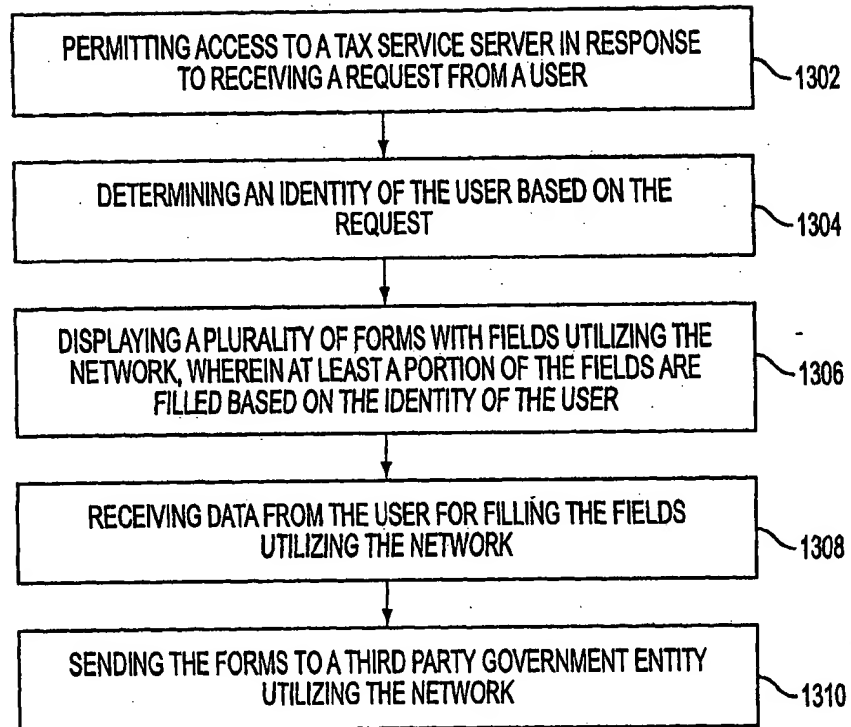 PERMITTING ACCESS TO A TAX SERVICE SERVER IN RESPONSE
TO RECEIVING A REQUEST FROM A USER
1302
DETERMINING AN IDENTITY OF THE USER BASED ON THE
REQUEST
1304
DISPLAYING A PLURALITY OF FORMS WITH FIELDS UTILIZING THE
NETWORK, WHEREIN AT LEAST A PORTION OF THE FIELDS ARE
FILLED BASED ON THE IDENTITY OF THE USER
1306
RECEIVING DATA FROM THE USER FOR FILLING THE FIELDS
UTILIZING THE NETWORK
1308
SENDING THE FORMS TO A THIRD PARTY GOVERNMENT ENTITY
UTILIZING THE NETWORK
1310